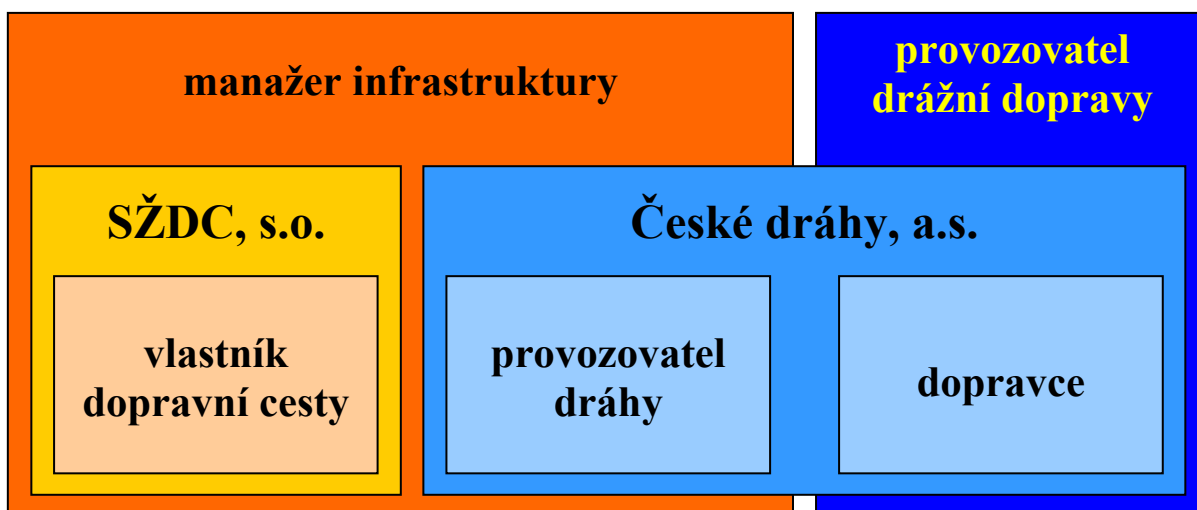 manažer infrastruktury
provozovatel
drážní dopravy
SŽDC, s.o.
České dráhy, a.s.
vlastník
dopravní cesty
provozovatel
dráhy
dopravce